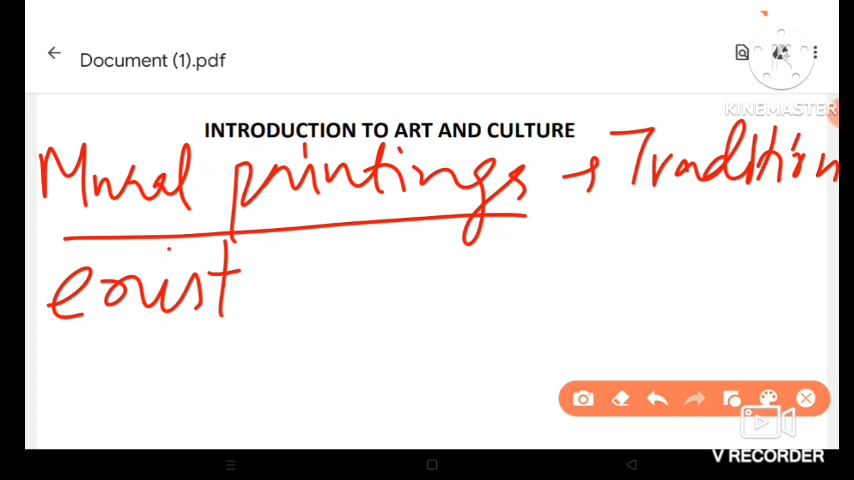 Document (1).pdf
KINEMASTER
INTRODUCTION TO ART AND CULTURE
Mural printings → Tradition
exist
V RECORDER